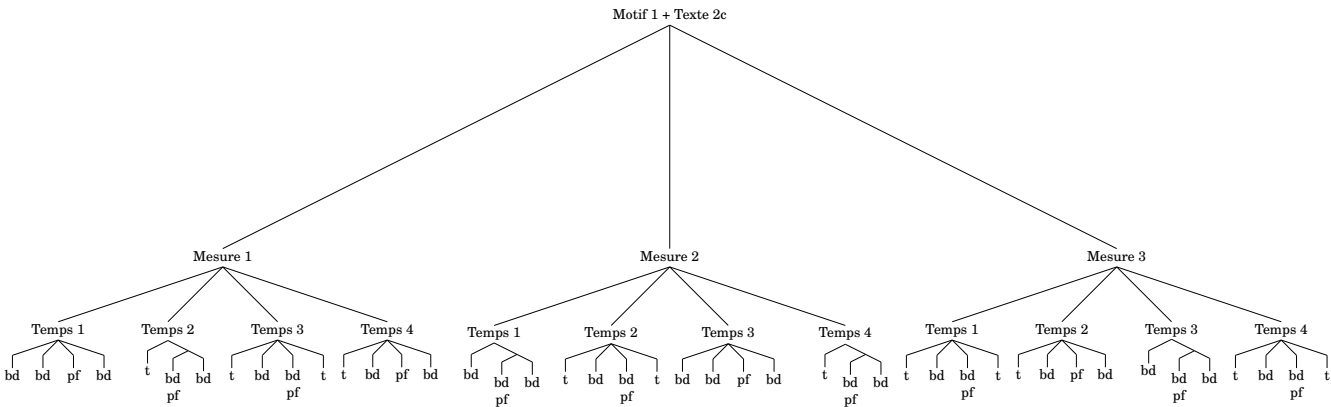 Motif 1 + Texte 2c
Mesure 1 Mesure 2 Mesure 3
Temps 1 Temps 2 Temps 3 Temps 4 Temps 1 Temps 2 Temps 3 Temps 4 Temps 1 Temps 2 Temps 3 Temps 4
bd bd pf bd t bd bd t bd bd t t bd pf bd bd bd bd t bd bd t bd bd pf bd t bd bd t bd bd t t bd pf bd bd bd bd t bd bd t
pf pf pf pf pf pf pf pf